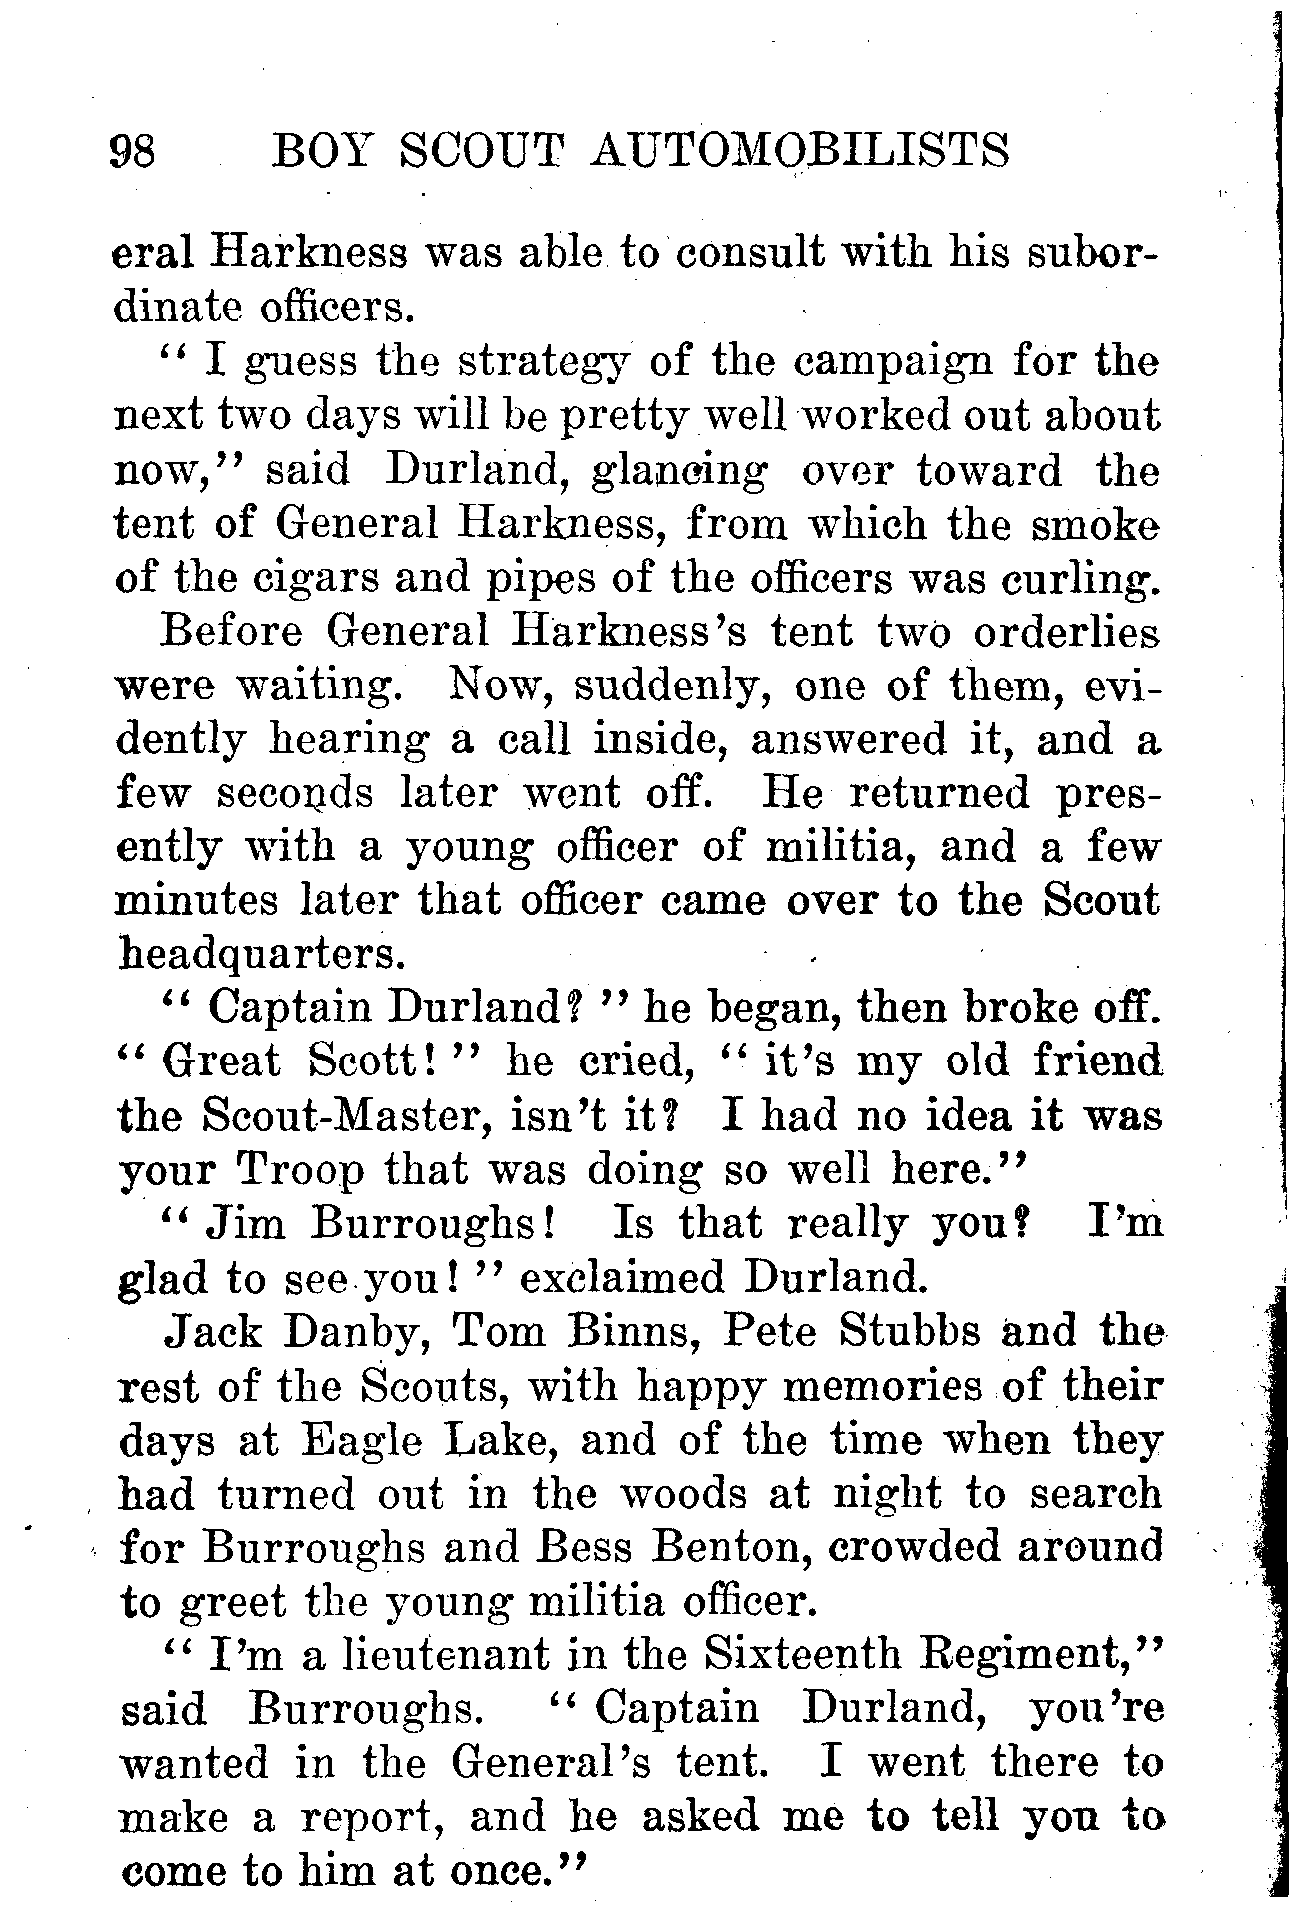 98 BOY SCOUT AUTOMOBILISTS
eral Harkness was able to consult with his subor-
dinate officers.
“ I guess the strategy of the campaign for the
next two days will be pretty well worked out about
now,” said Durland, glancing over toward the
tent of General Harkness, from which the smoke
of the cigars and pipes of the officers was curling.
Before General Harkness’s tent two orderlies
were waiting. Now, suddenly, one of them, evi-
dently hearing a call inside, answered it, and a
few seconds later went off. He returned pres-
ently with a young officer of militia, and a few
minutes later that officer came over to the Scout
headquarters.
“ Captain Durland? ” he began, then broke off.
“ Great Scott! ” he cried, “ it’s my old friend
the Scout-Master, isn’t it? I had no idea it was
your Troop that was doing so well here.”
“ Jim Burroughs! Is that really you? I’m
glad to see you! ” exclaimed Durland.
Jack Danby, Tom Binns, Pete Stubbs and the
rest of the Scouts, with happy memories of their
days at Eagle Lake, and of the time when they
had turned out in the woods at night to search
for Burroughs and Bess Benton, crowded around
to greet the young militia officer.
“ I’m a lieutenant in the Sixteenth Regiment,”
said Burroughs. “ Captain Durland, you’re
wanted in the General’s tent. I went there to
make a report, and he asked me to tell you to
come to him at once.”